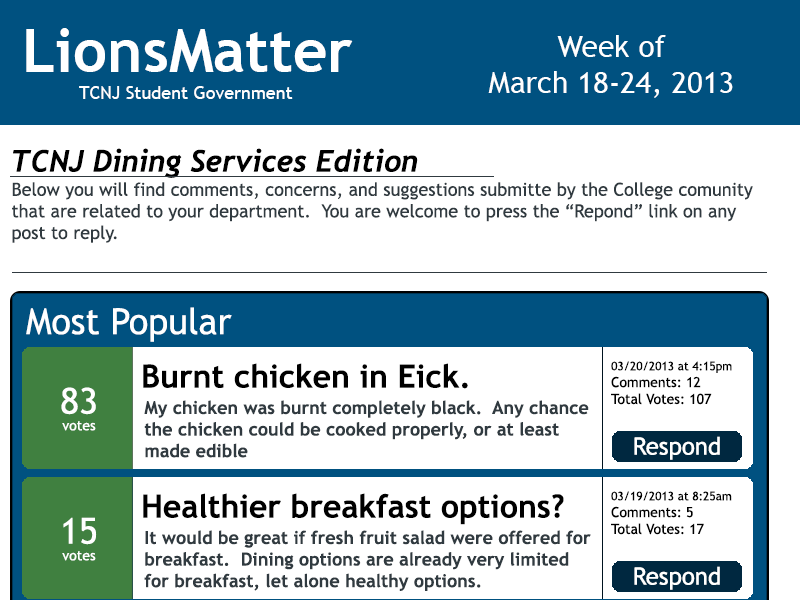 LionsMatter
TCNJ Student Government
Week of
March 18-24, 2013
TCNJ Dining Services Edition
Below you will find comments, concerns, and suggestions submitte by the College comunity
that are related to your department.  You are welcome to press the “Repond” link on any
post to reply.
Most Popular
83
votes
Burnt chicken in Eick.
My chicken was burnt completely black.  Any chance
the chicken could be cooked properly, or at least
made edible
03/20/2013 at 4:15pm
Comments: 12
Total Votes: 107
Respond
15
votes
Healthier breakfast options?
It would be great if fresh fruit salad were offered for
breakfast.  Dining options are already very limited
for breakfast, let alone healthy options.
03/19/2013 at 8:25am
Comments: 5
Total Votes: 17
Respond